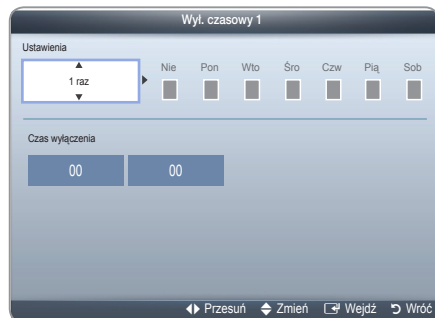 Wył. czasowy 1
Ustawienia
1 raz
Nie Pon Wto Śro Czw Pią Sob
Czas wyłączenia
00 00
Przesuń Zmień Wejdź Wróć